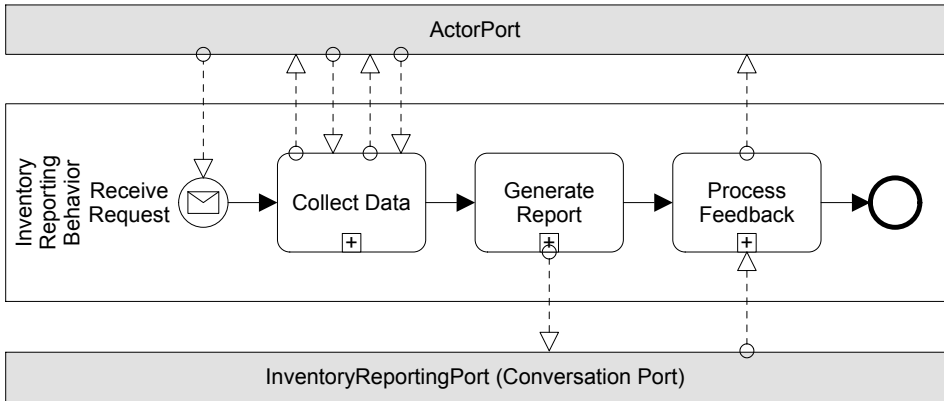 ActorPort
Inventory
Reporting
Behavior
Receive
Request
Collect Data
Generate
Report
Process
Feedback
InventoryReportingPort (Conversation Port)